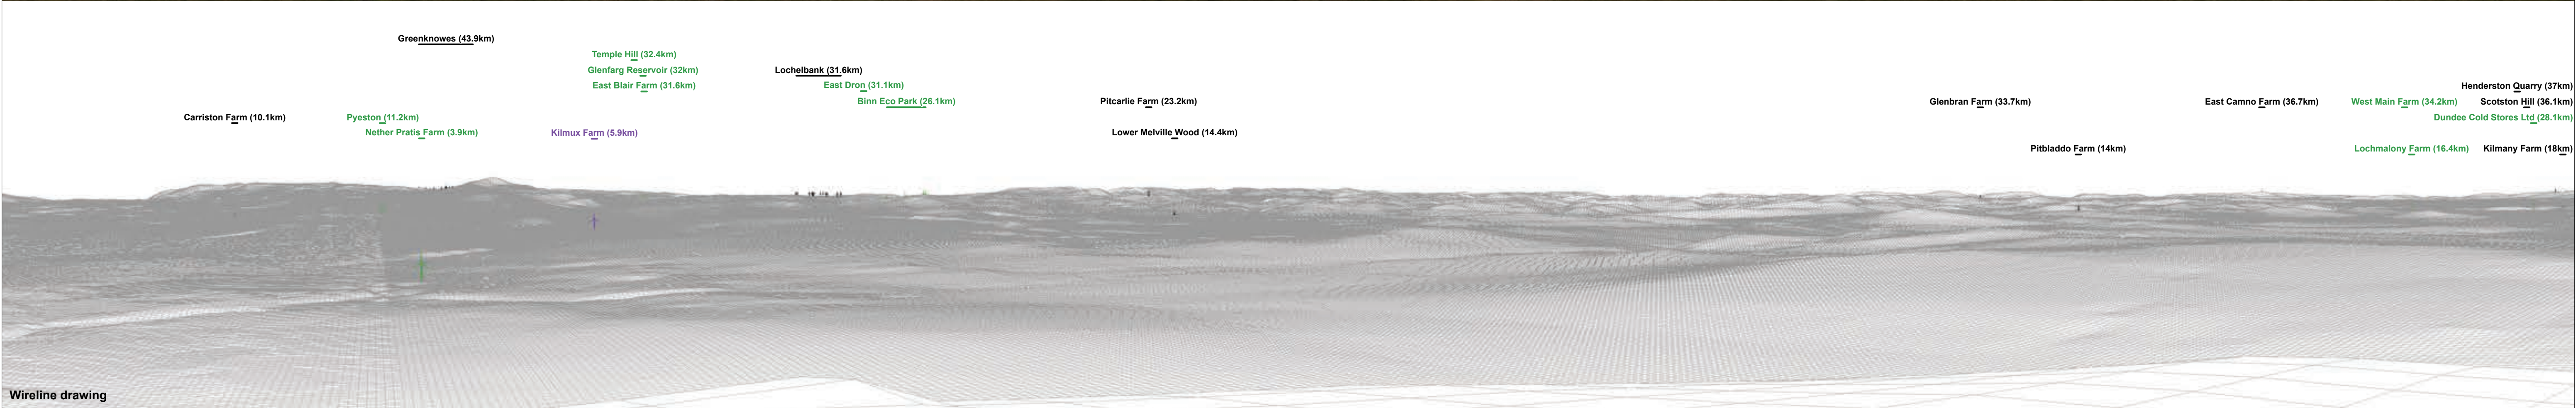 Greenknowes (43.9km)
Temple Hill (32.4km)
Glenfarg Reservoir (32km)
Lochelbank (31.6km)
East Blair Farm (31.6km)
East Dron (31.1km)
Henderston Quarry (37km)
Binn Eco Park (26.1km)
Pitcarlie Farm (23.2km)
Glenbran Farm (33.7km)
East Camno Farm (36.7km)
West Main Farm (34.2km)
Scotston Hill (36.1km)
Carriston Farm (10.1km)
Pyeston (11.2km)
Dundee Cold Stores Ltd (28.1km)
Nether Pratis Farm (3.9km)
Kilmux Farm (5.9km)
Lower Melville Wood (14.4km)
Pitbladdo Farm (14km)
Lochmalony Farm (16.4km)
Kilmany Farm (18km)
Wireline drawing